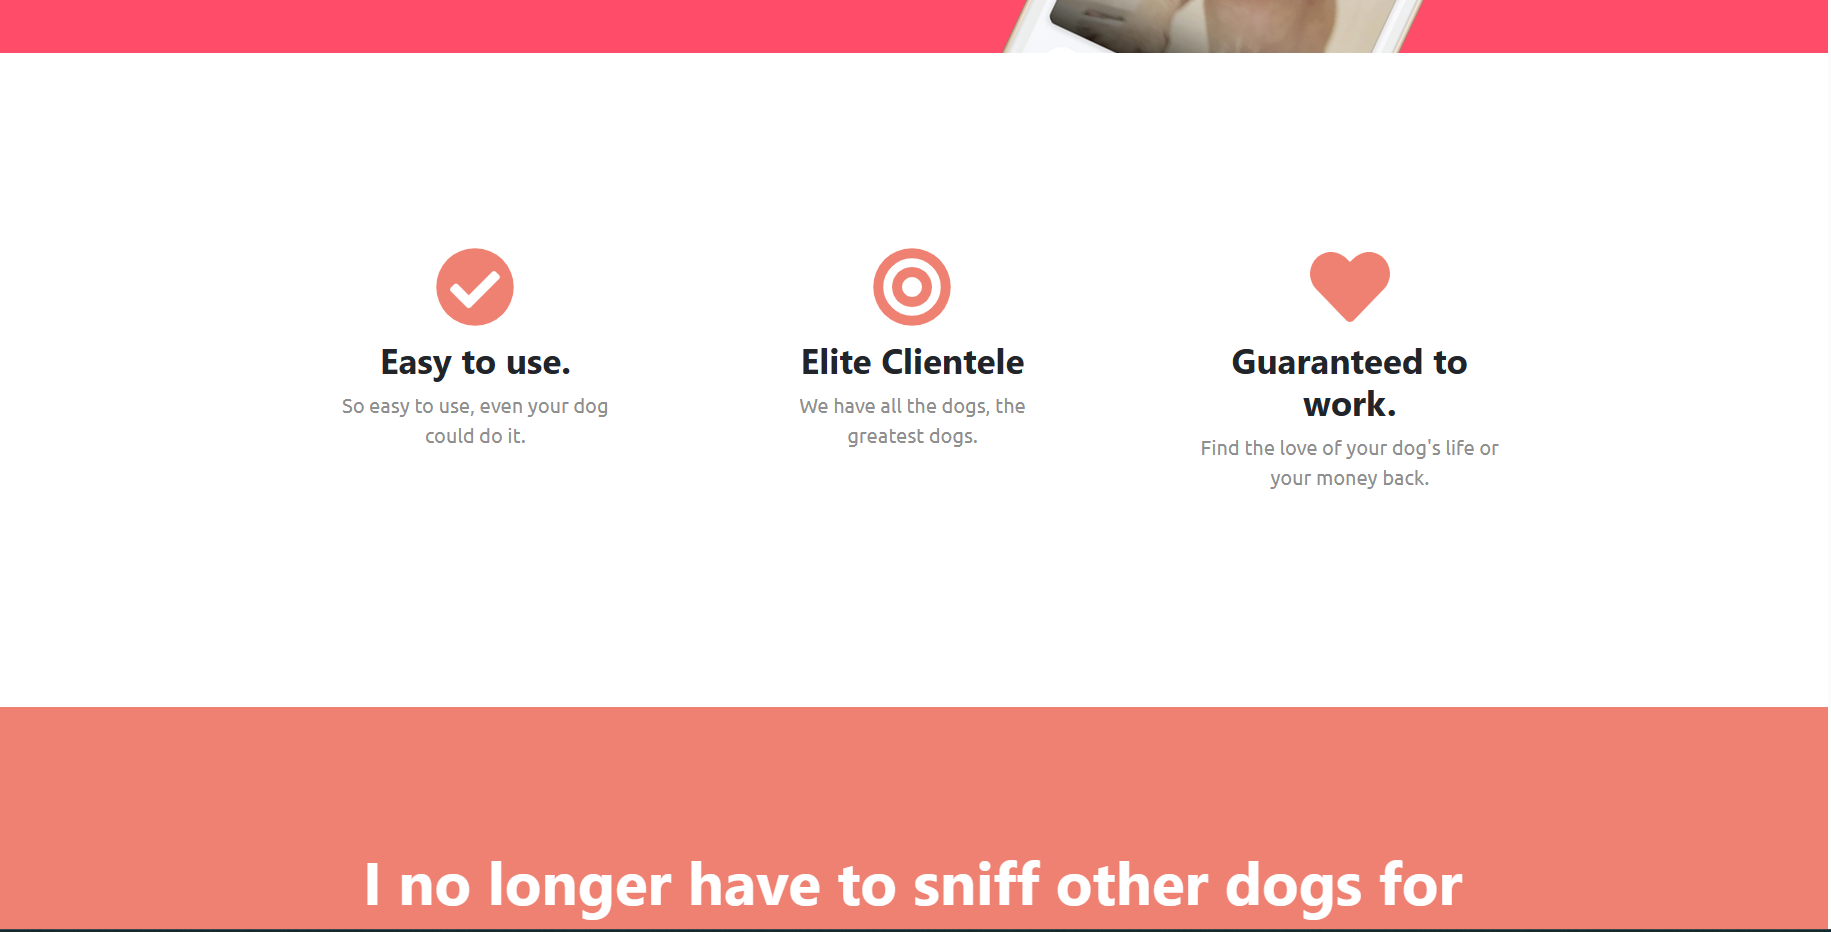 Easy to use.
So easy to use, even your dog
could do it.
Elite Clientele
We have all the dogs, the
greatest dogs.
Guaranteed to
work.
Find the love of your dog's life or
your money back.
I no longer have to sniff other dogs for